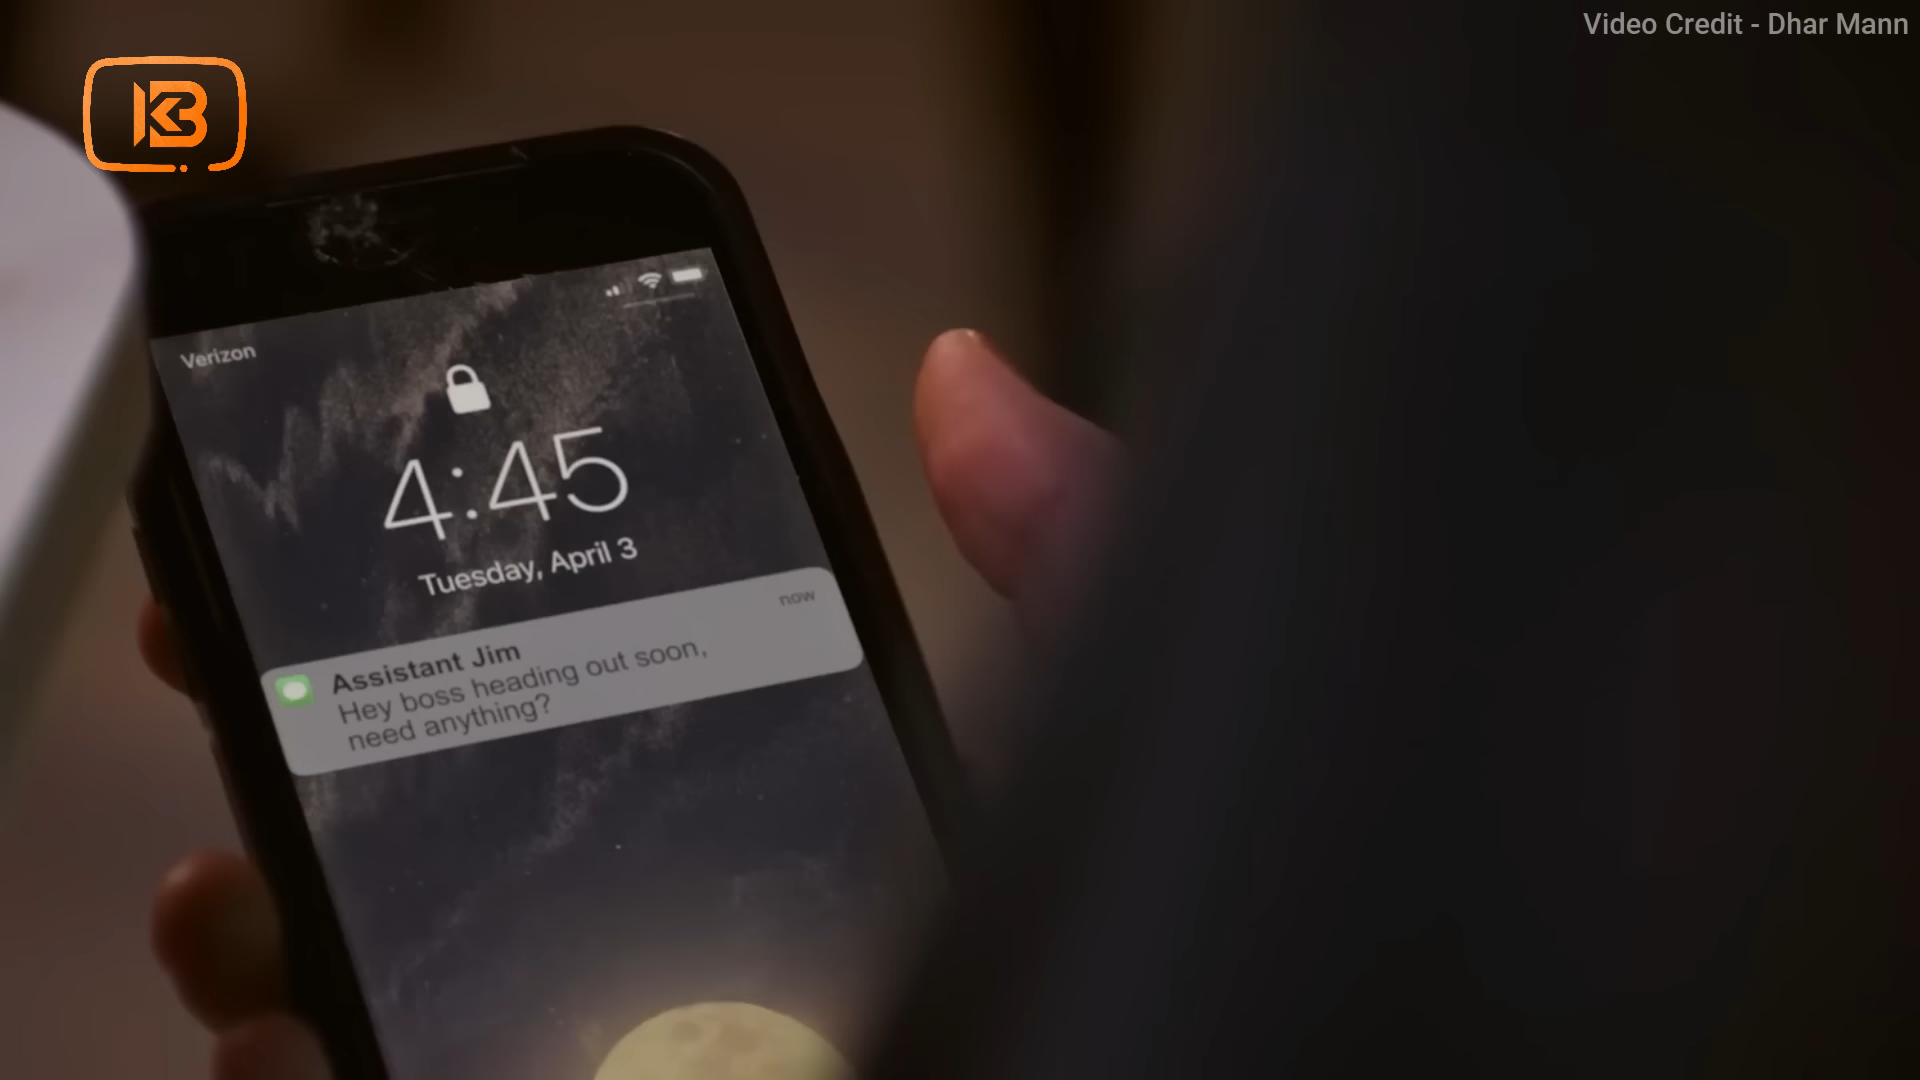 Video Credit - Dhar Mann
KB
Verizon
4:45
Tuesday, April 3
now
Assistant Jim
Hey boss heading out soon,
need anything?